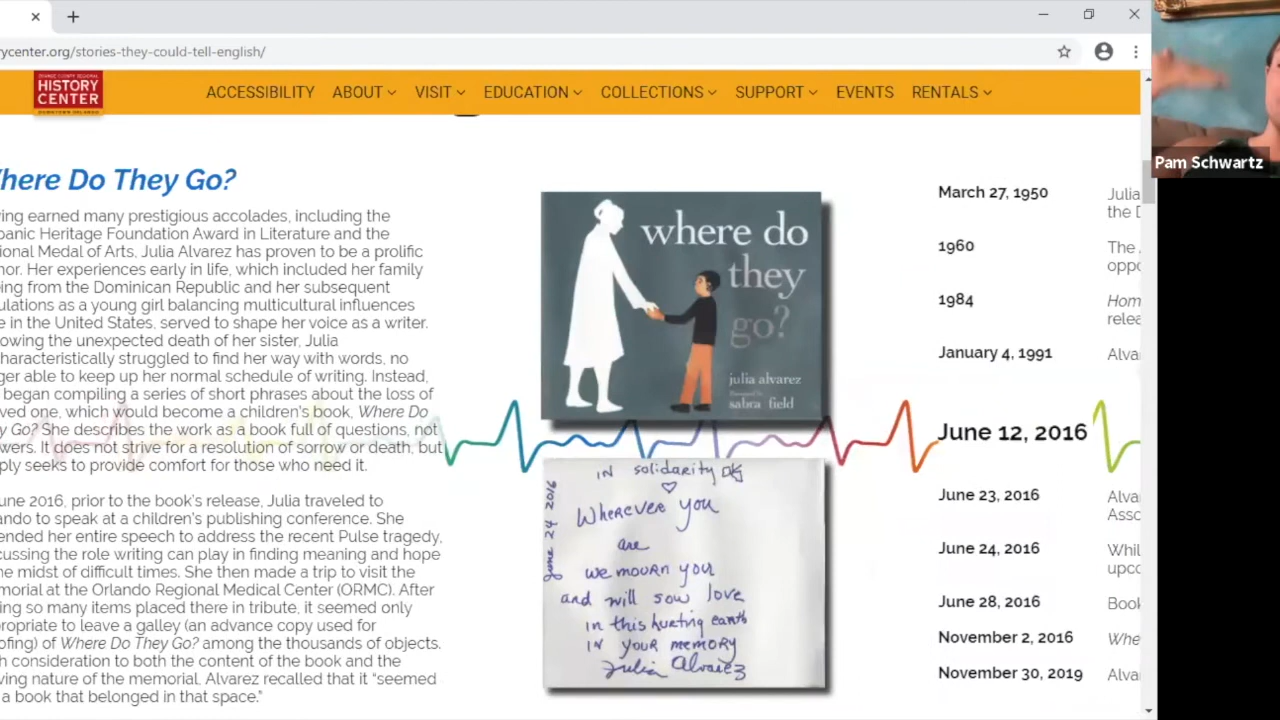 rycenter.org/stories-they-could-tell-english/
HISTORY
CENTER
ACCESSIBILITY ABOUT VISIT EDUCATION COLLECTIONS SUPPORT EVENTS RENTALS
Pam Schwartz
here Do They Go?
ing earned many prestigious accolades, including the
panic Heritage Foundation Award in Literature and the
ional Medal of Arts, Julia Alvarez has proven to be a prolific
hor. Her experiences early in life, which included her family
ing from the Dominican Republic and her subsequent
ulations as a young girl balancing multicultural influences
e in the United States, served to shape her voice as a writer.
owing the unexpected death of her sister, Julia
haracteristically struggled to find her way with words, no
ger able to keep up her normal schedule of writing. Instead,
began compiling a series of short phrases about the loss of
ved one, which would become a children's book, Where Do
y Go? She describes the work as a book full of questions, not
wers. It does not strive for a resolution of sorrow or death, but
ply seeks to provide comfort for those who need it.
une 2016, prior to the book's release, Julia traveled to
ando to speak at a children's publishing conference. She
ended her entire speech to address the recent Pulse tragedy,
cussing the role writing can play in finding meaning and hope
he midst of difficult times. She then made a trip to visit the
morial at the Orlando Regional Medical Center (ORMC). After
ing so many items placed there in tribute, it seemed only
ropriate to leave a galley (an advance copy used for
ofing) of Where Do They Go? among the thousands of objects.
h consideration to both the content of the book and the
ving nature of the memorial, Alvarez recalled that it "seemed
a book that belonged in that space."
where do
they
go?
julia alvarez
sabra field
in solidarity
June 24 2016
Wherever you
are
we mourn you
and will sow love
in this hurting earth
in your memory
Julia Alvarez
March 27, 1950 Julia
the D
1960 The
oppo
1984 Hom
relea
January 4, 1991 Alva
June 12, 2016
June 23, 2016 Alva
Asso
June 24, 2016 Whil
upco
June 28, 2016 Book
November 2, 2016 Whe
November 30, 2019 Alva